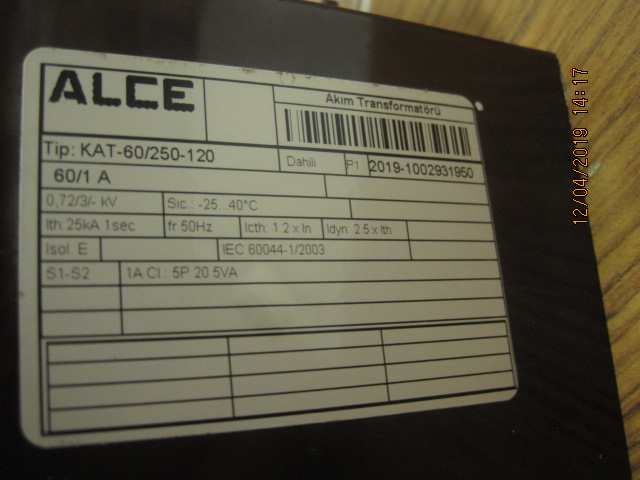 ALCE
Akım Transformatörü
Tip: KAT-60/250-120
Dahili
P1
2019-1002931950
60/1 A
0,72/3/- kV
Sıc.: -25...40°C
Ith 25kA 1sec
fr 50Hz
Icth: 1.2 x In
Idyn: 2.5 x Ith
Isol E
IEC 60044-1/2003
S1-S2
1A Cl : 5P 20 5VA
12/04/2019 14:17